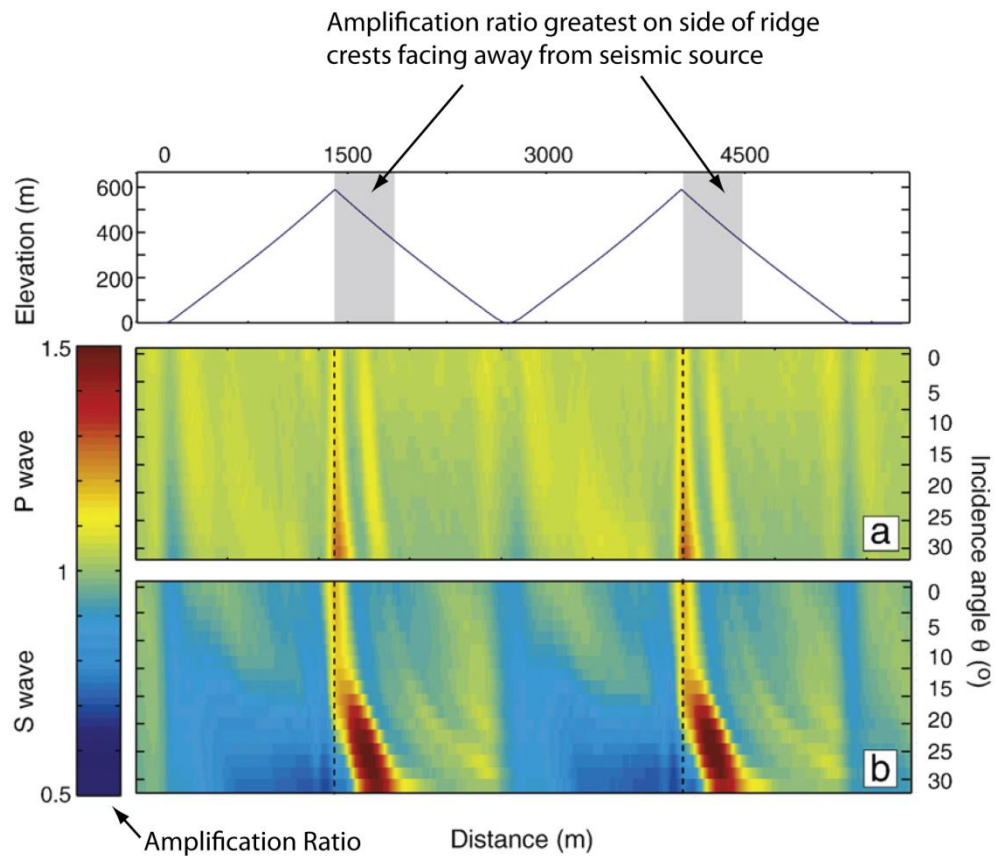 Amplification ratio greatest on side of ridge
crests facing away from seismic source
0 1500 3000 4500
Elevation (m)
600
400
200
0
1.5
1
0.5
P wave
S wave
0
5
10
15
20
25
30
a
0
5
10
15
20
25
30
b
Incidence angle θ (º)
Amplification Ratio
Distance (m)